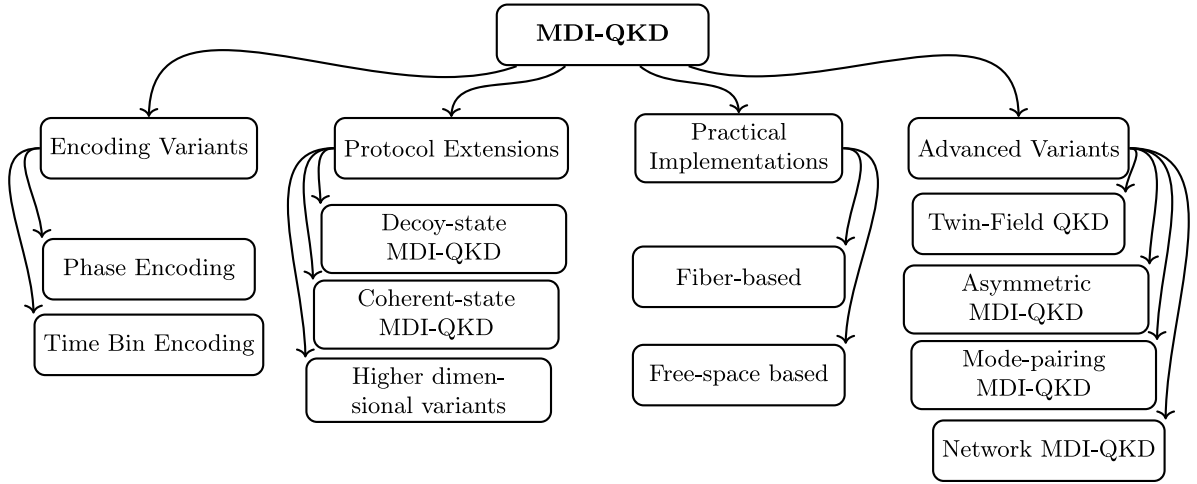 MDI-QKD
Encoding Variants
Phase Encoding
Time Bin Encoding
Protocol Extensions
Decoy-state
MDI-QKD
Coherent-state
MDI-QKD
Higher dimen-
sional variants
Practical
Implementations
Fiber-based
Free-space based
Advanced Variants
Twin-Field QKD
Asymmetric
MDI-QKD
Mode-pairing
MDI-QKD
Network MDI-QKD